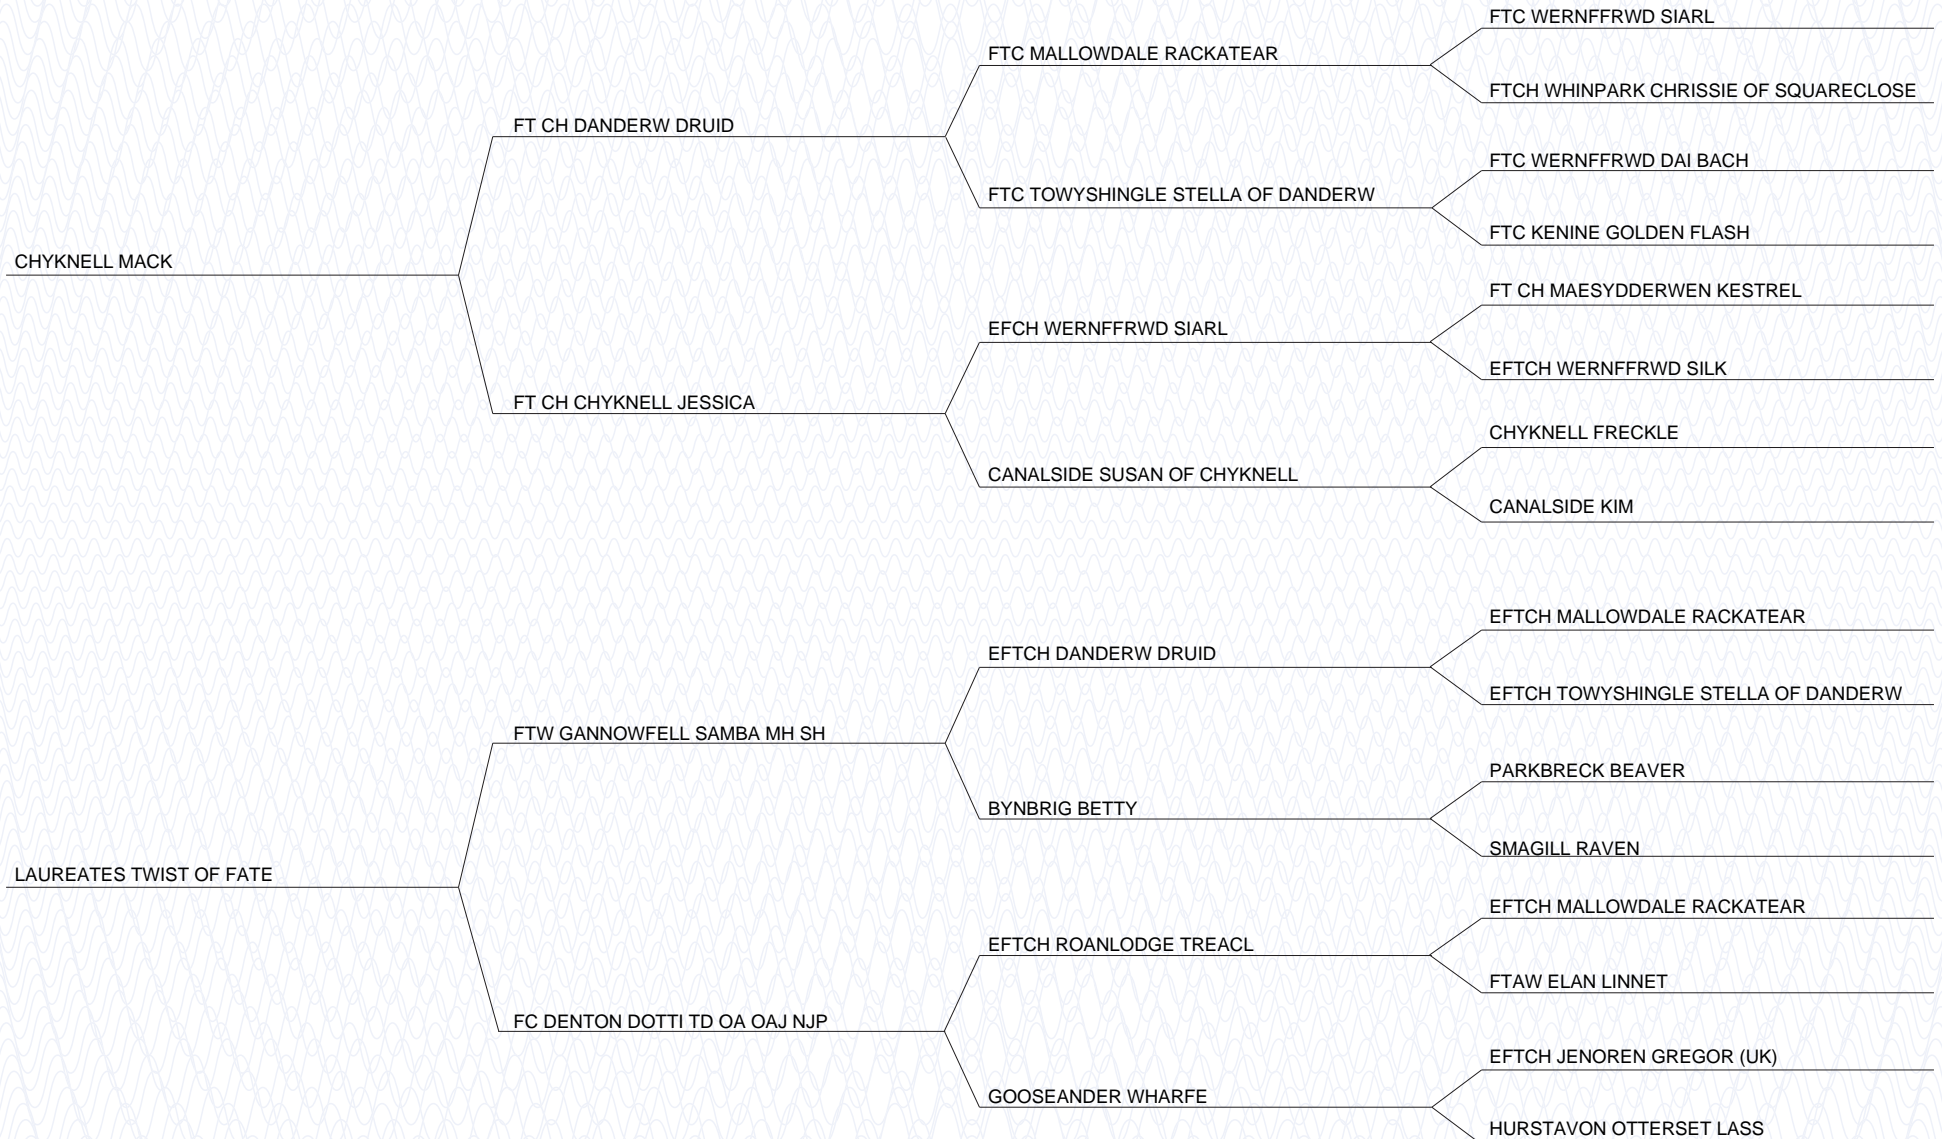 FTC WERNFFRWD SIARL
FTC MALLOWDALE RACKATEAR
FTCH WHINPARK CHRISSIE OF SQUARECLOSE
FT CH DANDERW DRUID
FTC WERNFFRWD DAI BACH
FTC TOWYSHINGLE STELLA OF DANDERW
FTC KENINE GOLDEN FLASH
CHYKNELL MACK
FT CH MAESYDDERWEN KESTREL
EFCH WERNFFRWD SIARL
EFTCH WERNFFRWD SILK
FT CH CHYKNELL JESSICA
CHYKNELL FRECKLE
CANALSIDE SUSAN OF CHYKNELL
CANALSIDE KIM
EFTCH MALLOWDALE RACKATEAR
EFTCH DANDERW DRUID
EFTCH TOWYSHINGLE STELLA OF DANDERW
FTW GANNOWFELL SAMBA MH SH
PARKBRECK BEAVER
BYNBRIG BETTY
SMAGILL RAVEN
LAUREATES TWIST OF FATE
EFTCH MALLOWDALE RACKATEAR
EFTCH ROANLODGE TREACL
FTAW ELAN LINNET
FC DENTON DOTTI TD OA OAJ NJP
EFTCH JENOREN GREGOR (UK)
GOOSEANDER WHARFE
HURSTAVON OTTERSET LASS